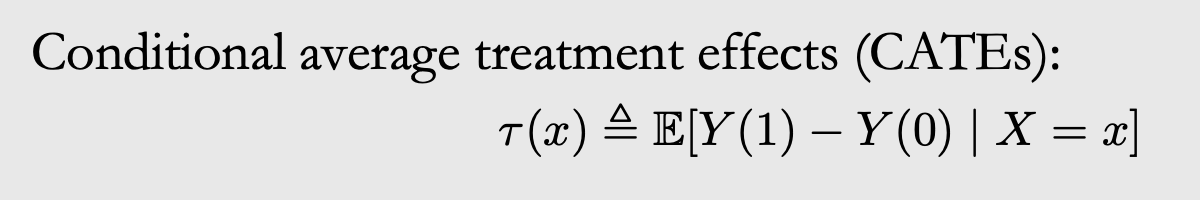 Conditional average treatment effects (CATEs):
τ(x) ≜ 𝔼[Y(1) − Y(0) | X = x]